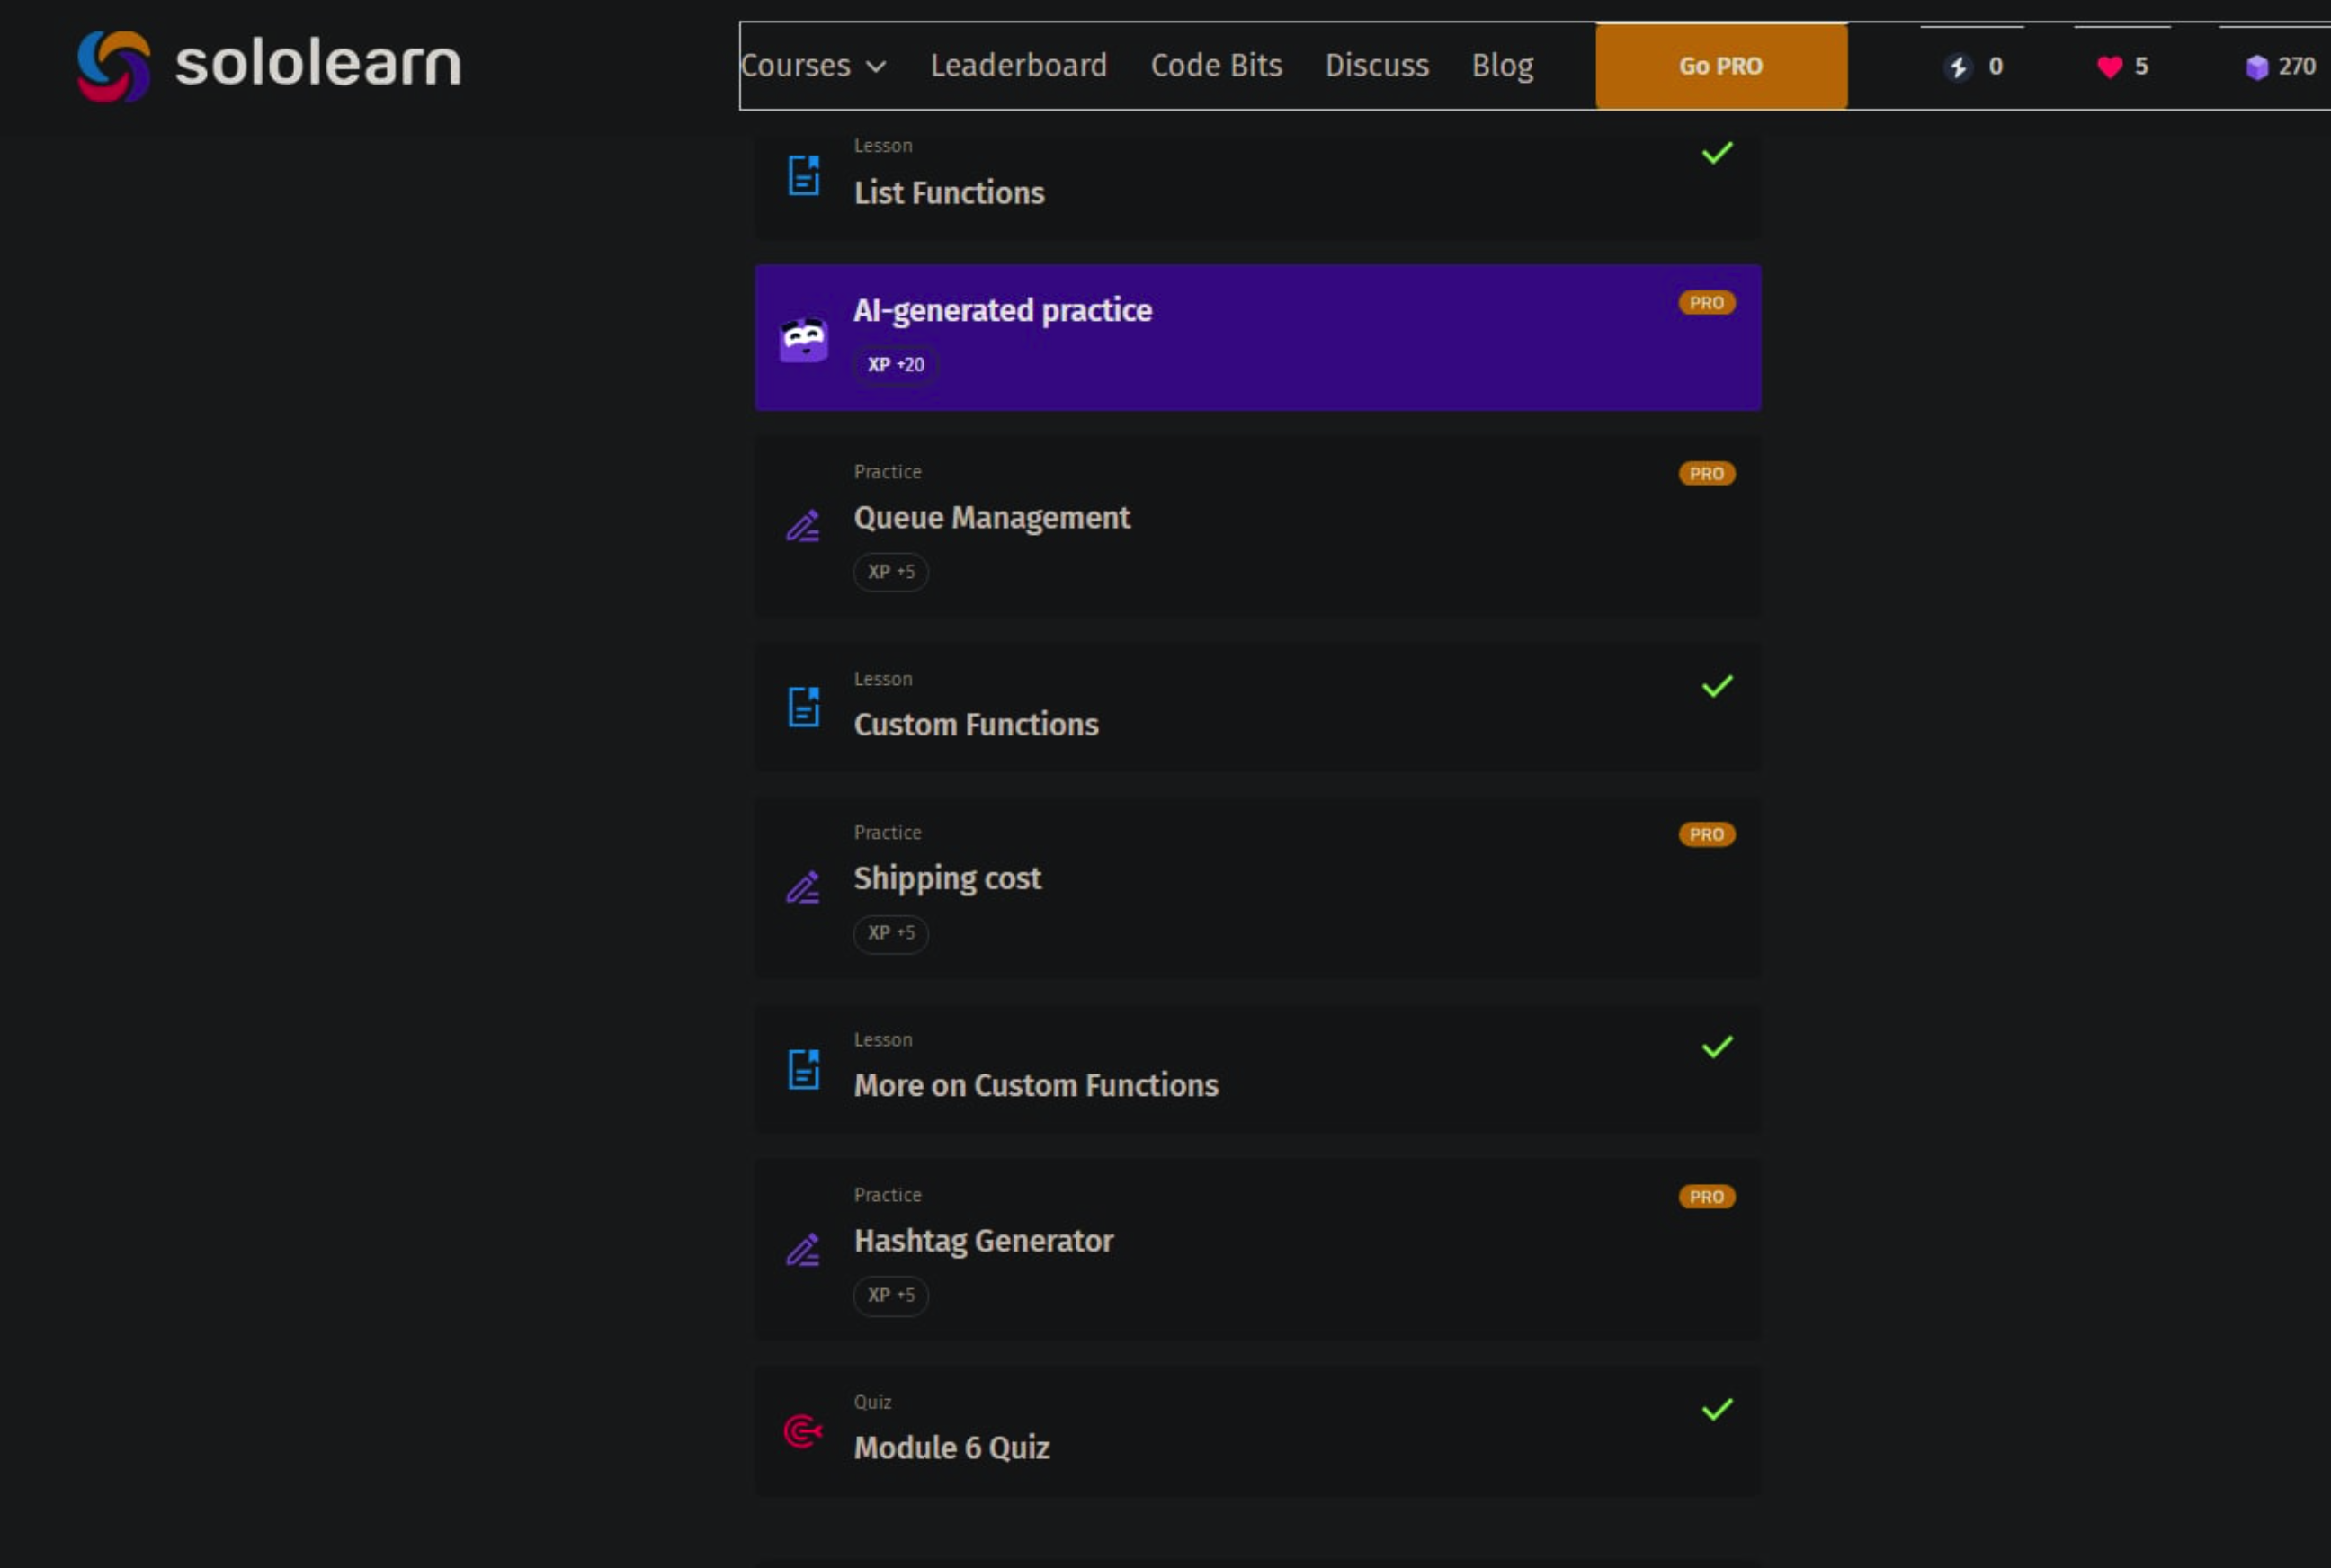 sololearn
Courses Leaderboard Code Bits Discuss Blog Go PRO 0 5 270
Lesson
List Functions
AI-generated practice PRO
XP +20
Practice PRO
Queue Management
XP +5
Lesson
Custom Functions
Practice PRO
Shipping cost
XP +5
Lesson
More on Custom Functions
Practice PRO
Hashtag Generator
XP +5
Quiz
Module 6 Quiz